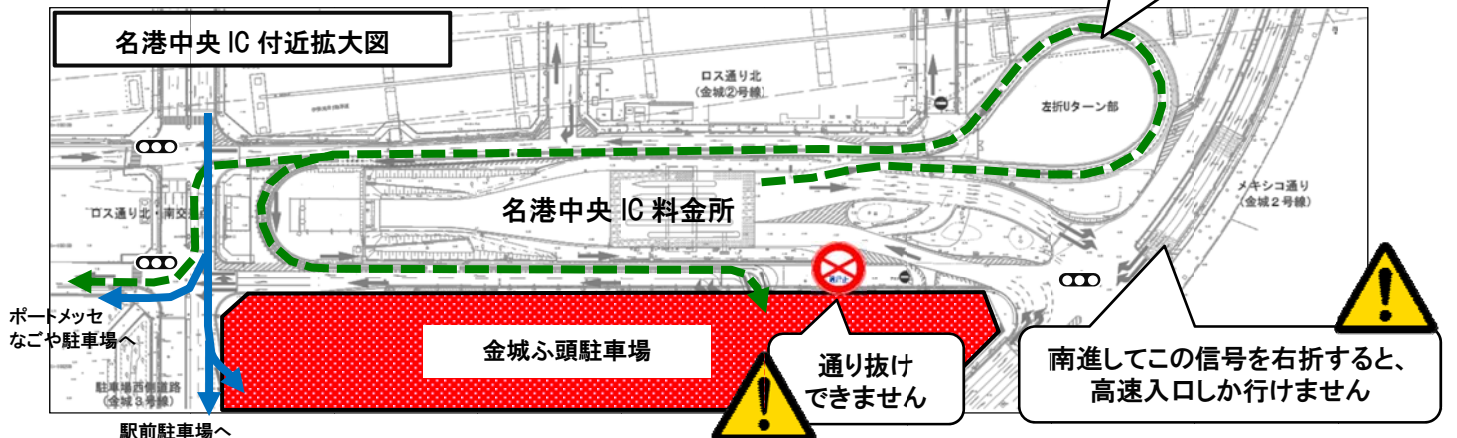 名港中央IC付近拡大図
ロス通り北
(金城②号線)
左折Uターン部
メキシコ通り
(金城2号線)
名港中央IC料金所
ロス通り北・南交差点
ポートメッセ
なごや駐車場へ
金城ふ頭駐車場
通り抜け
できません
南進してこの信号を右折すると、
高速入口しか行けません
駐車場西側道路
(金城3号線)
駅前駐車場へ